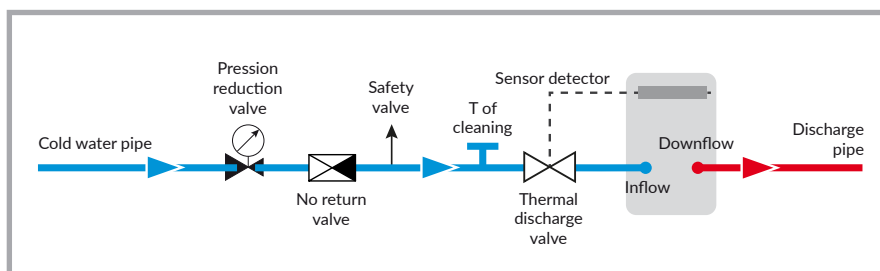 Pression
reduction
valve
Safety
valve
Sensor detector
T of
cleaning
Cold water pipe
Downflow
Discharge
pipe
Inflow
No return
valve
Thermal
discharge
valve